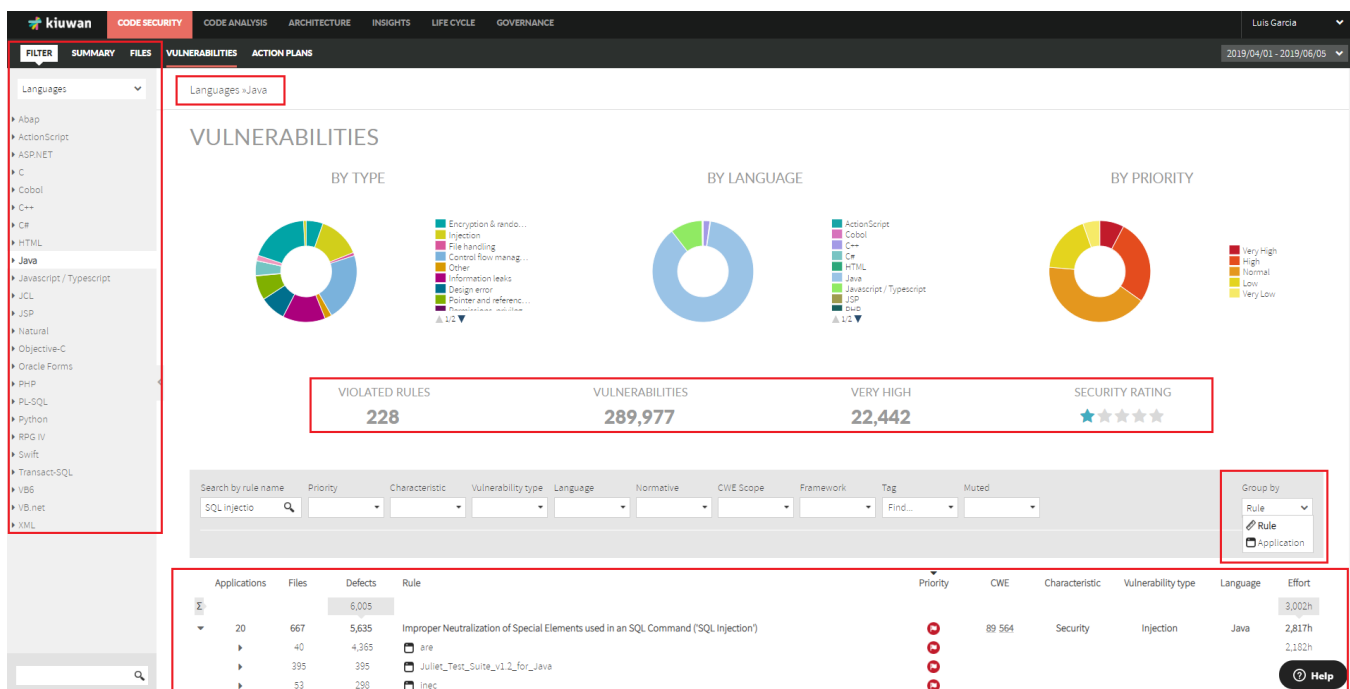 kiuwan CODE SECURITY CODE ANALYSIS ARCHITECTURE INSIGHTS LIFE CYCLE GOVERNANCE Luis Garcia
FILTER SUMMARY FILES VULNERABILITIES ACTION PLANS 2019/04/01 - 2019/06/05
Languages
Abap
ActionScript
ASP.NET
C
Cobol
C++
C#
HTML
Java
Javascript / Typescript
JCL
JSP
Natural
Objective-C
Oracle Forms
PHP
PL-SQL
Python
RPG IV
Swift
Transact-SQL
VB6
VB.net
XML
Languages »Java
VULNERABILITIES
BY TYPE
Encryption & rando...
Injection
File handling
Control flow manag...
Other
Information leaks
Design error
Pointer and referenc...
Permissions, privileg...
1/2
BY LANGUAGE
ActionScript
Cobol
C++
C#
HTML
Java
Javascript / Typescript
JSP
PHP
1/2
BY PRIORITY
Very High
High
Normal
Low
Very Low
VIOLATED RULES VULNERABILITIES VERY HIGH SECURITY RATING
228 289,977 22,442
Search by rule name Priority Characteristic Vulnerability type Language Normative CWE Scope Framework Tag Muted Group by
SQL injectio Find... Rule
Rule
Application
Applications Files Defects Rule Priority CWE Characteristic Vulnerability type Language Effort
Σ 6,005 3,002h
20 667 5,635 Improper Neutralization of Special Elements used in an SQL Command ('SQL Injection') 89 564 Security Injection Java 2,817h
40 4,365 are 2,182h
395 395 Juliet_Test_Suite_v1.2_for_Java
53 298 inec
Help